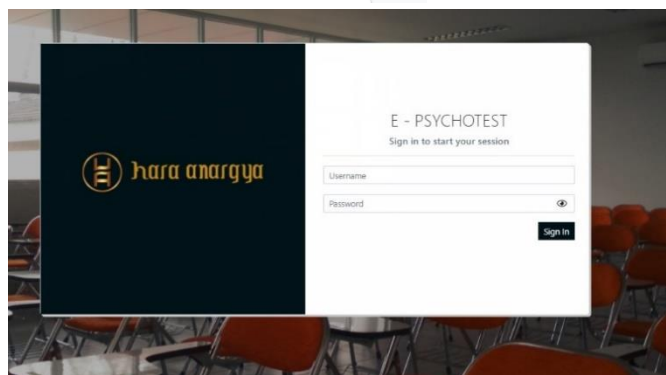 hara anargya
E - PSYCHOTEST
Sign in to start your session
Username
Password
Sign In